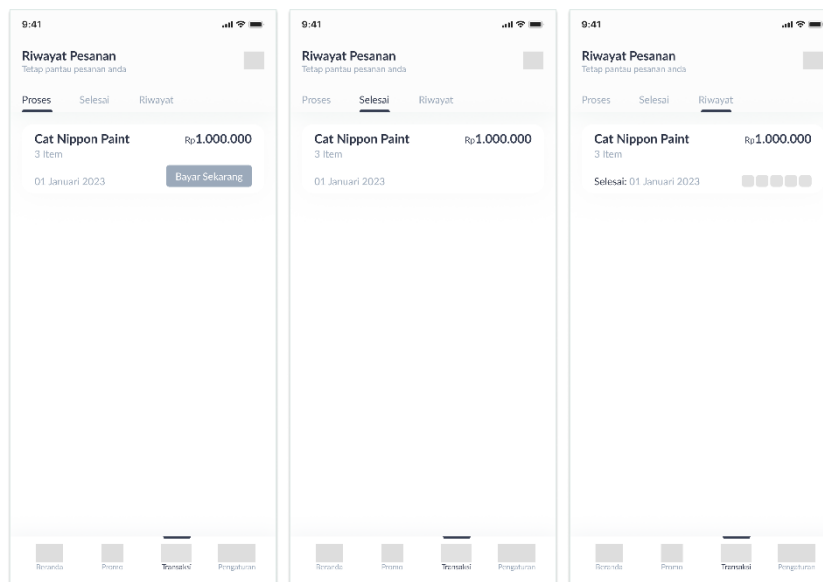 9:41
Riwayat Pesanan
Tetap pantau pesanan anda
Proses Selesai Riwayat
Cat Nippon Paint Rp1.000.000
3 Item
01 Januari 2023 Bayar Sekarang
Beranda Promo Transaksi Pengaturan
9:41
Riwayat Pesanan
Tetap pantau pesanan anda
Proses Selesai Riwayat
Cat Nippon Paint Rp1.000.000
3 Item
01 Januari 2023
Beranda Promo Transaksi Pengaturan
9:41
Riwayat Pesanan
Tetap pantau pesanan anda
Proses Selesai Riwayat
Cat Nippon Paint Rp1.000.000
3 Item
Selesai: 01 Januari 2023
Beranda Promo Transaksi Pengaturan